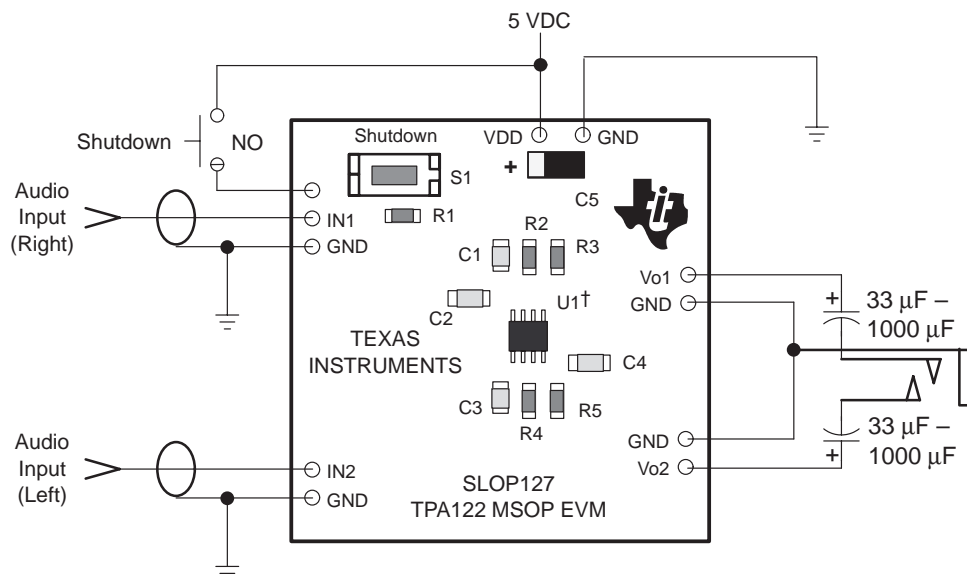 5 VDC
Shutdown
NO
Audio
Input
(Right)
Shutdown
S1
R1
VDD
GND
+
C5
IN1
GND
C1
R2
R3
C2
U1†
TEXAS
INSTRUMENTS
C4
C3
R4
R5
Vo1
GND
+
33 µF –
1000 µF
GND
Vo2
+
33 µF –
1000 µF
Audio
Input
(Left)
IN2
GND
SLOP127
TPA122 MSOP EVM